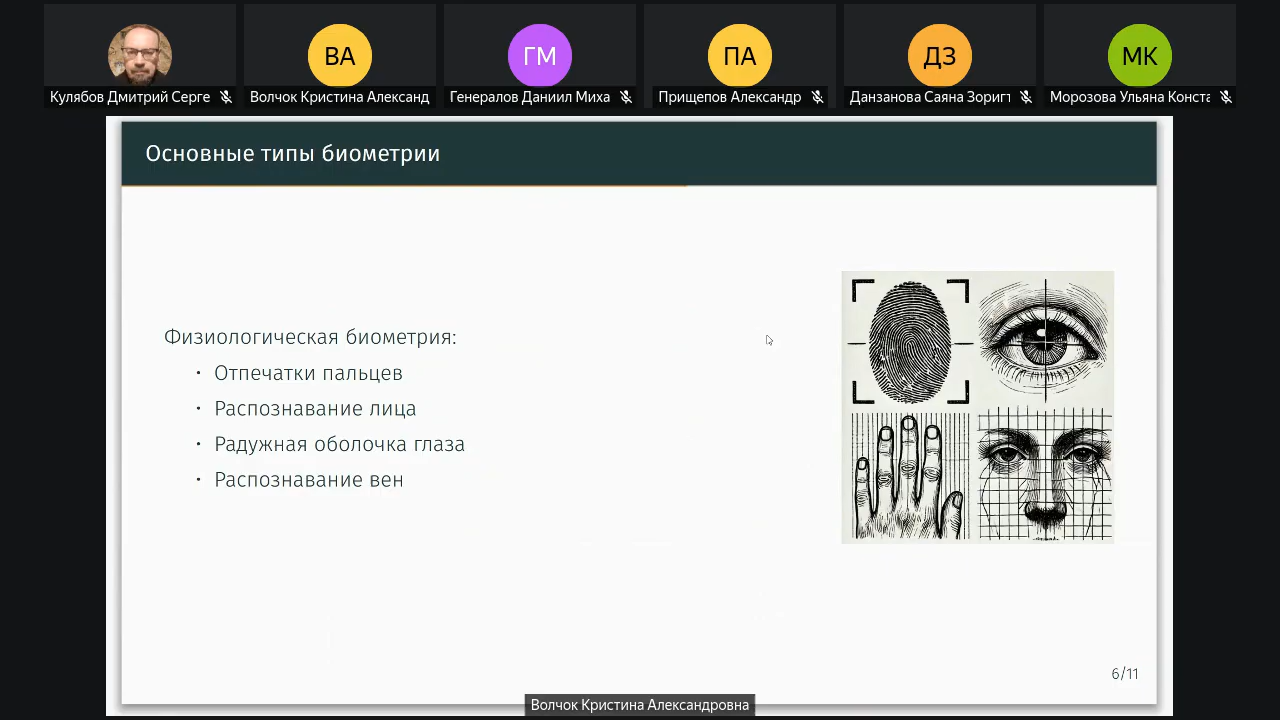 ВА
ГМ
ПА
ДЗ
МК
Кулябов Дмитрий Серге
Волчок Кристина Александ
Генералов Даниил Миха
Прищепов Александр
Данзанова Саяна Зориг
Морозова Ульяна Конста
Основные типы биометрии
Физиологическая биометрия:
• Отпечатки пальцев
• Распознавание лица
• Радужная оболочка глаза
• Распознавание вен
6/11
Волчок Кристина Александровна